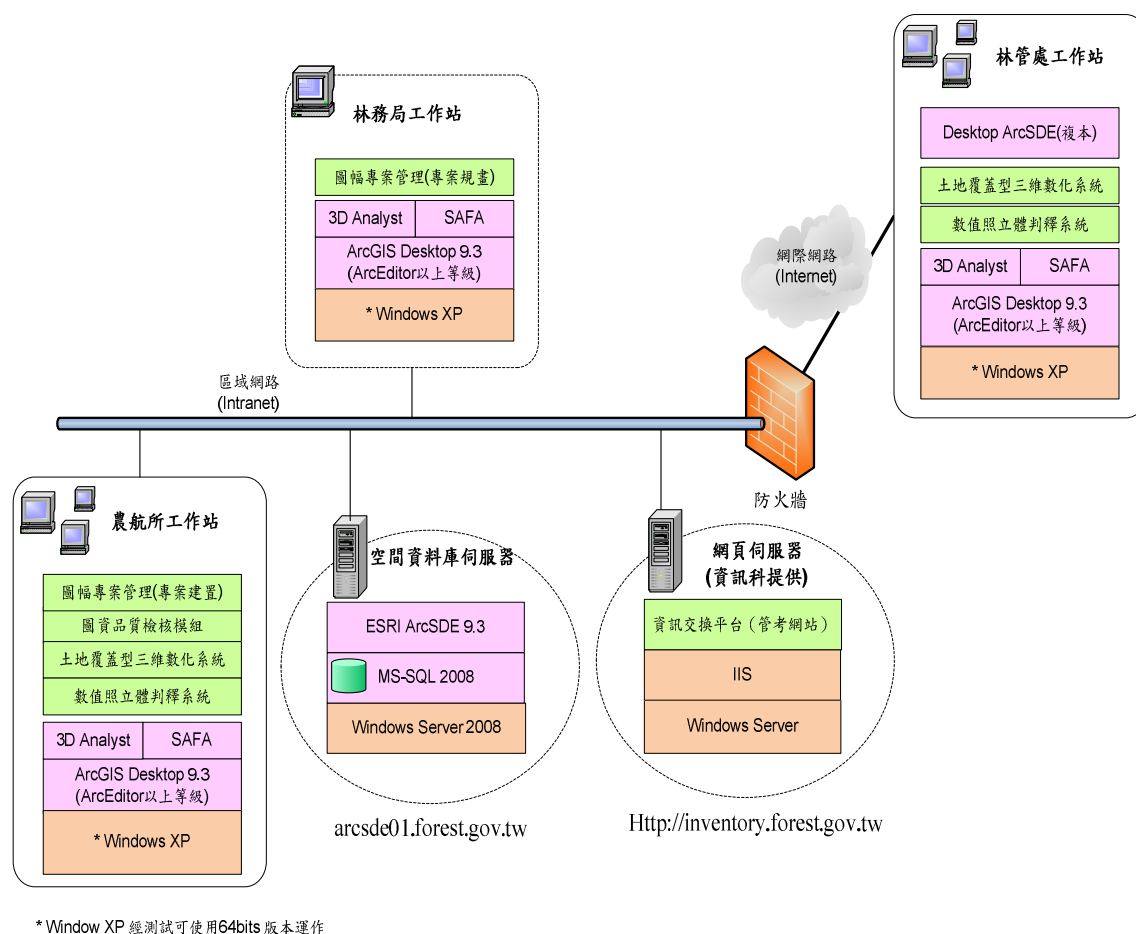 林管處工作站
Desktop ArcSDE(複本)
土地覆蓋型三維數化系統
數值照立體判釋系統
3D Analyst
SAFA
ArcGIS Desktop 9.3
(ArcEditor以上等級)
* Windows XP
林務局工作站
圖幅專案管理(專案規畫)
3D Analyst
SAFA
ArcGIS Desktop 9.3
(ArcEditor以上等級)
* Windows XP
網際網路
(Internet)
區域網路
(Intranet)
防火牆
農航所工作站
圖幅專案管理(專案建置)
圖資品質檢核模組
土地覆蓋型三維數化系統
數值照立體判釋系統
3D Analyst
SAFA
ArcGIS Desktop 9.3
(ArcEditor以上等級)
* Windows XP
空間資料庫伺服器
ESRI ArcSDE 9.3
MS-SQL 2008
Windows Server 2008
arcsde01.forest.gov.tw
網頁伺服器
(資訊科提供)
資訊交換平台（管考網站）
IIS
Windows Server
Http://inventory.forest.gov.tw
* Window XP 經測試可使用64bits 版本運作